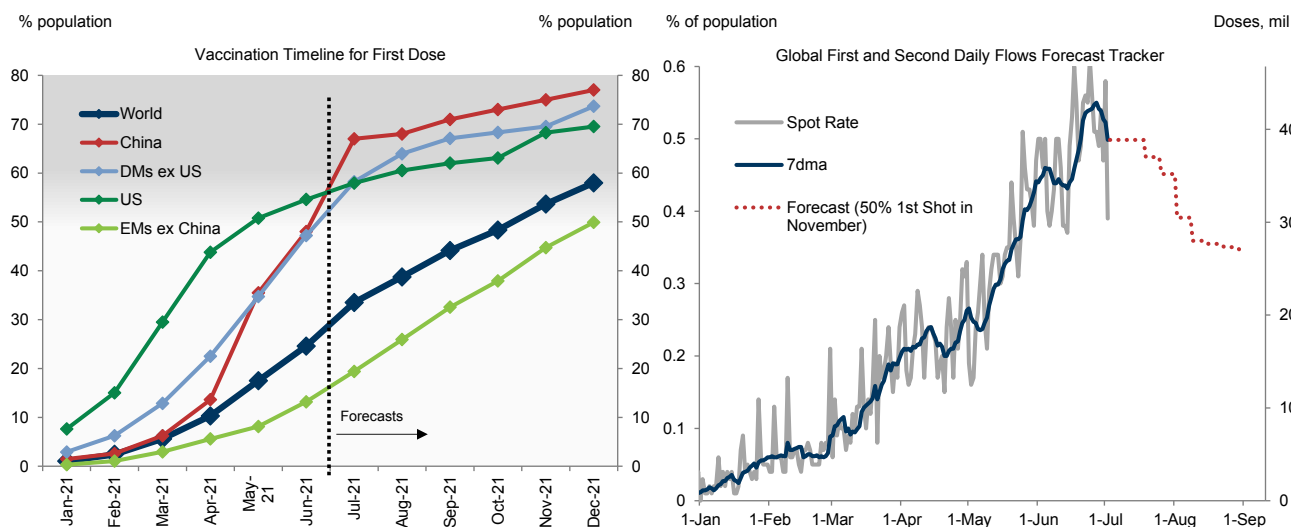 % population
% population
Vaccination Timeline for First Dose
80
70
60
50
40
30
20
10
0
80
70
60
50
40
30
20
10
0
World
China
DMs ex US
US
EMs ex China
Forecasts
Jan-21
Feb-21
Mar-21
Apr-21
May-
21
Jun-21
Jul-21
Aug-21
Sep-21
Oct-21
Nov-21
Dec-21
% of population
Doses, mil
Global First and Second Daily Flows Forecast Tracker
0.6
0.5
0.4
0.3
0.2
0.1
0
Spot Rate
7dma
Forecast (50% 1st Shot in
November)
40
30
20
10
0
1-Jan
1-Feb
1-Mar
1-Apr
1-May
1-Jun
1-Jul
1-Aug
1-Sep